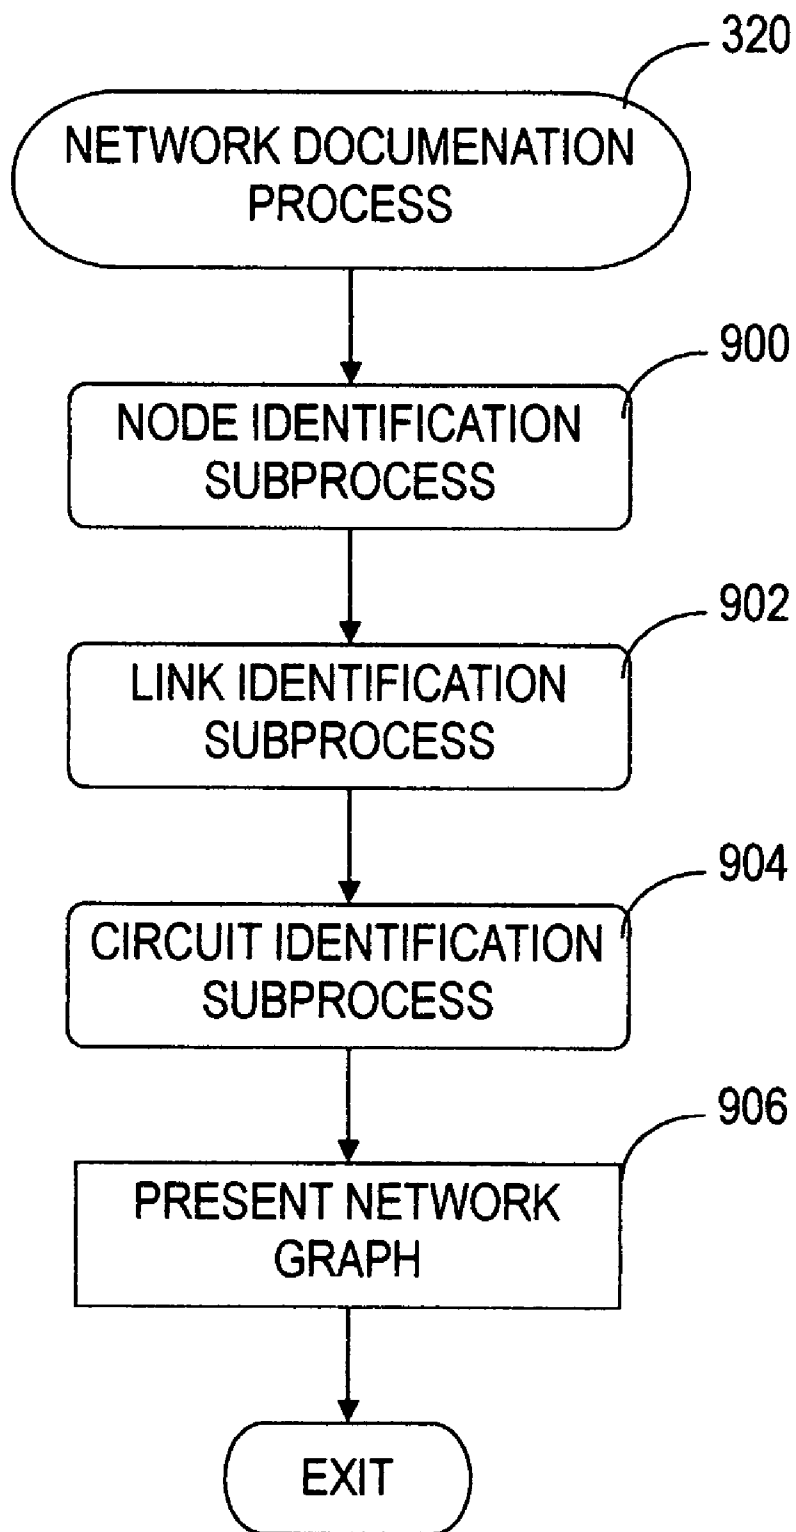 320
NETWORK DOCUMENATION
PROCESS
900
NODE IDENTIFICATION
SUBPROCESS
902
LINK IDENTIFICATION
SUBPROCESS
904
CIRCUIT IDENTIFICATION
SUBPROCESS
906
PRESENT NETWORK
GRAPH
EXIT